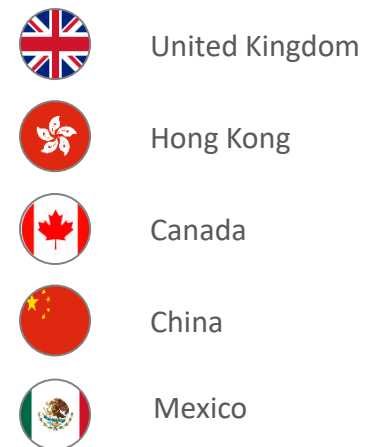 United Kingdom
Hong Kong
Canada
China
Mexico